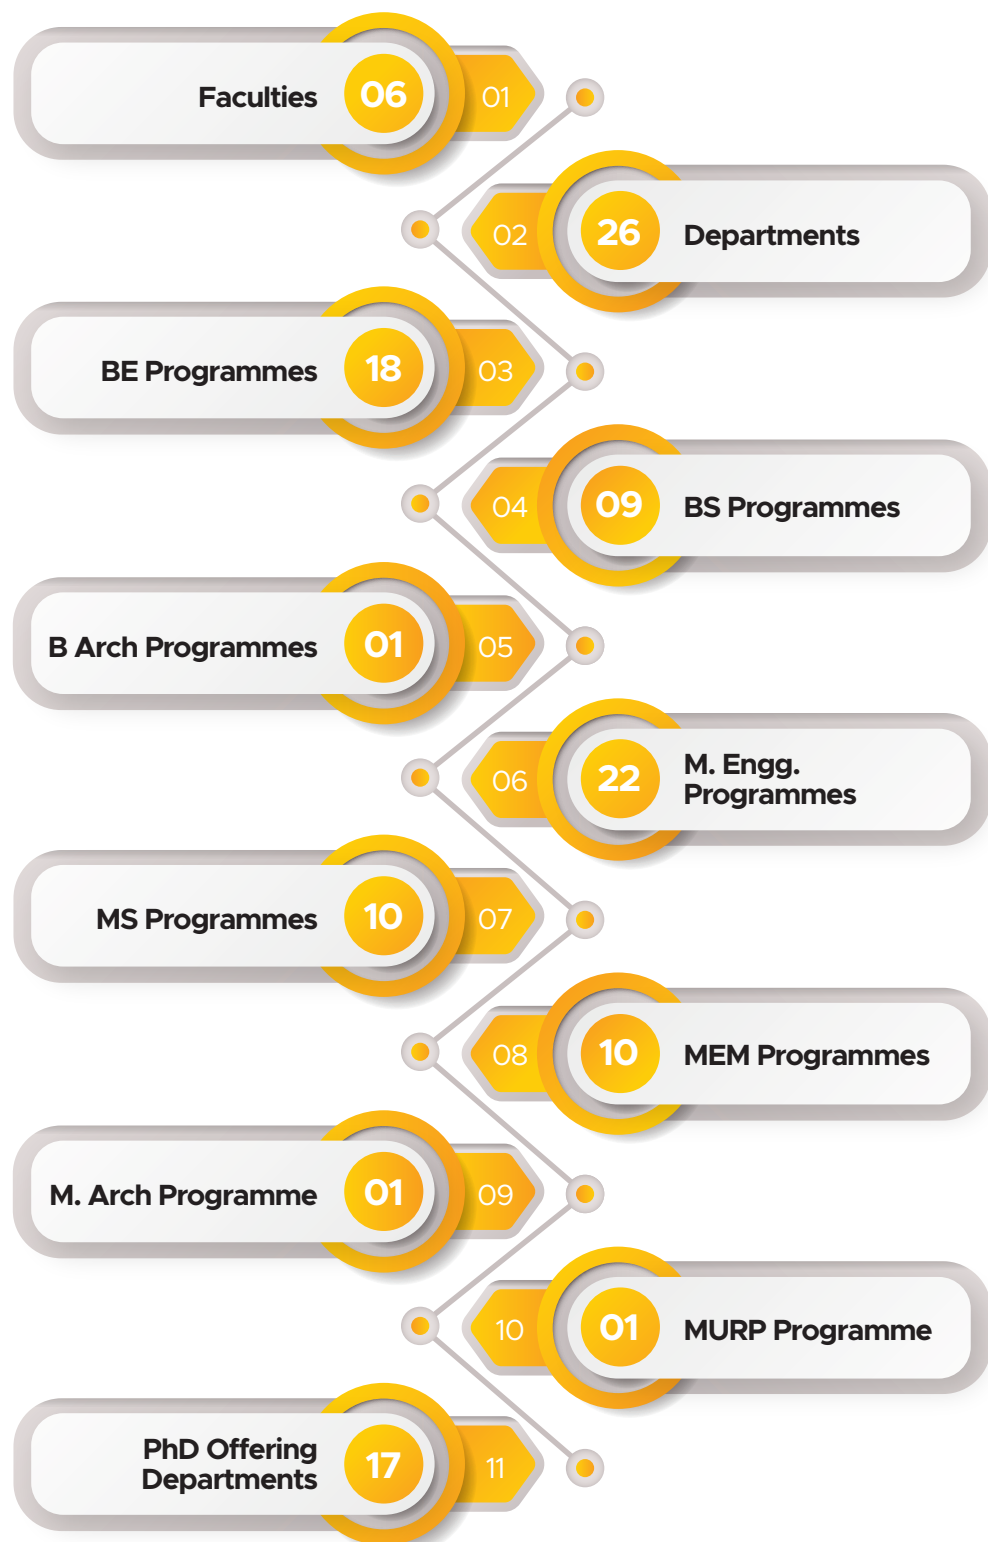 Faculties 06 01
02 26 Departments
BE Programmes 18 03
04 09 BS Programmes
B Arch Programmes 01 05
06 22 M. Engg.
Programmes
MS Programmes 10 07
08 10 MEM Programmes
M. Arch Programme 01 09
10 01 MURP Programme
PhD Offering
Departments 17 11